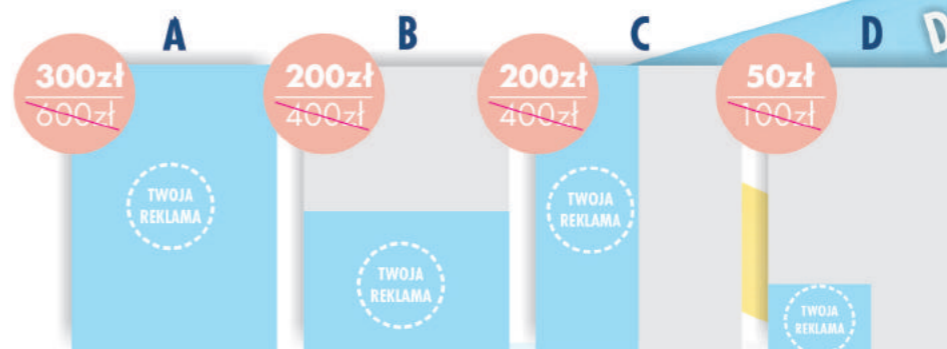 A
B
C
D
D
300zł
600zł
200zł
400zł
200zł
400zł
50zł
100zł
TWOJA
REKLAMA
TWOJA
REKLAMA
TWOJA
REKLAMA
TWOJA
REKLAMA